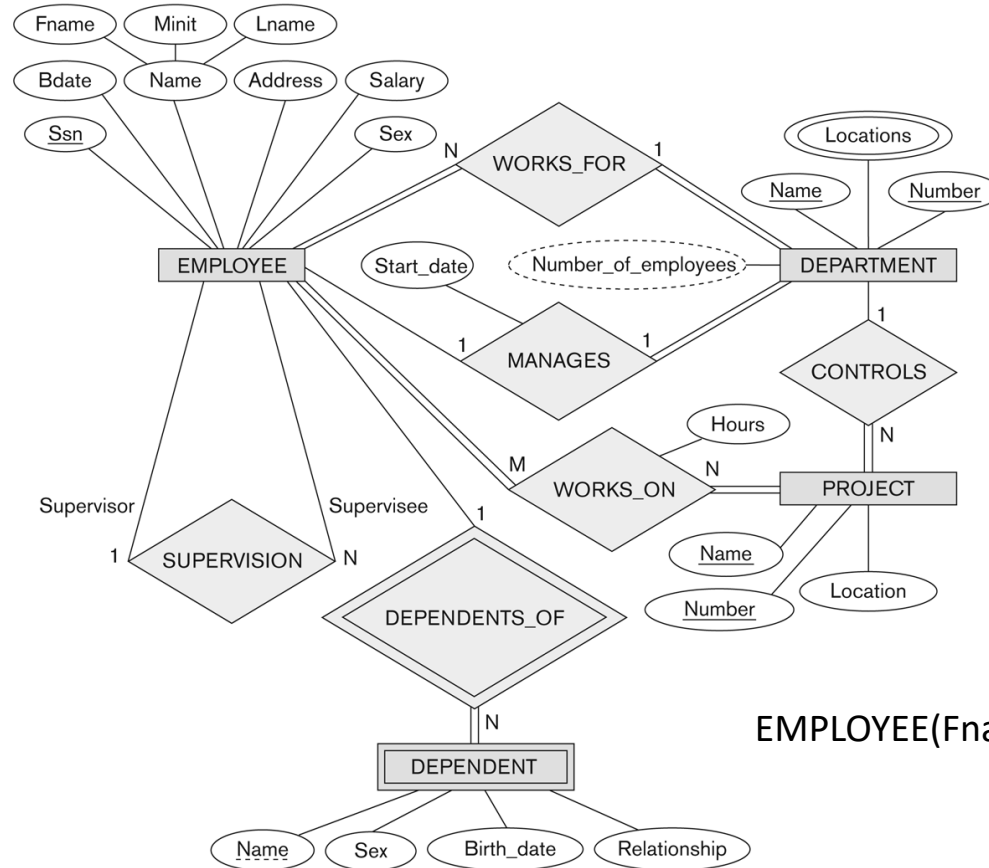 Fname Minit Lname
Bdate Name Address Salary
Ssn Sex
N WORKS_FOR 1
Locations
Name Number
EMPLOYEE Start_date Number_of_employees DEPARTMENT
1 MANAGES 1
1
CONTROLS
N
Hours
M WORKS_ON N
PROJECT
Supervisor Supervisee
1 SUPERVISION N
1
Name
Number Location
DEPENDENTS_OF
N
EMPLOYEE(Fna
DEPENDENT
Name Sex Birth_date Relationship